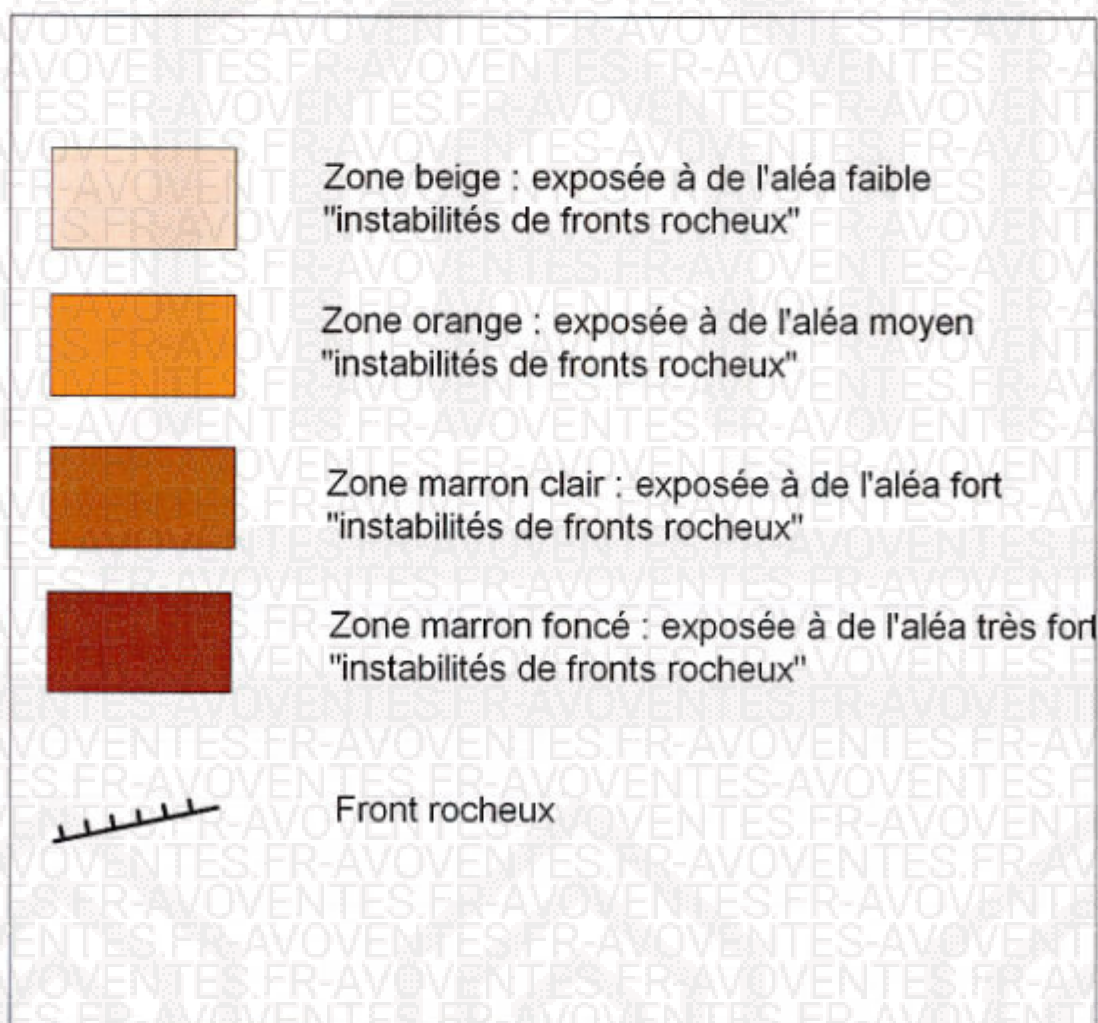 Zone beige : exposée à de l'aléa faible
"instabilités de fronts rocheux"
Zone orange : exposée à de l'aléa moyen
"instabilités de fronts rocheux"
Zone marron clair : exposée à de l'aléa fort
"instabilités de fronts rocheux"
Zone marron foncé : exposée à de l'aléa très fort
"instabilités de fronts rocheux"
Front rocheux